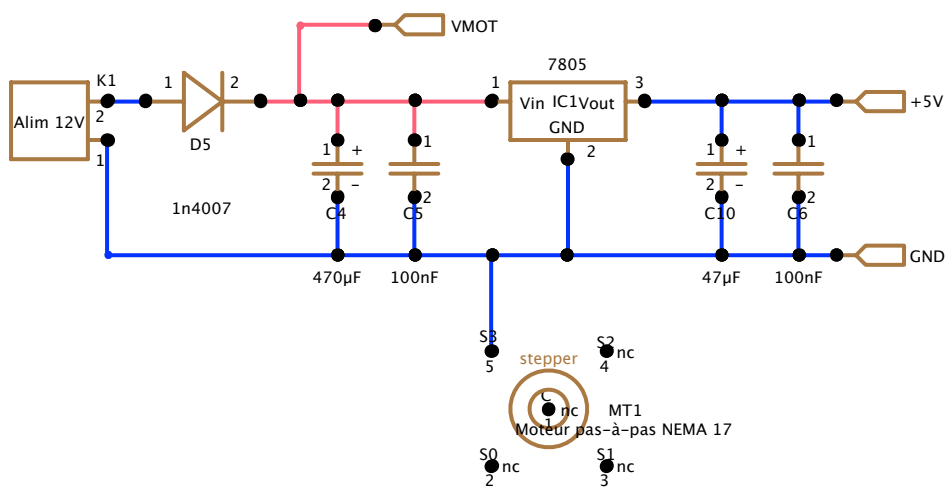 VMOT
K1
1
2
7805
1
3
Alim 12V
2
1
D5
Vin
IC1
Vout
GND
2
+5V
1
+
2
–
C4
1
2
C5
1
+
2
–
C10
1
2
C6
1n4007
470µF
100nF
47µF
100nF
GND
S3
5
stepper
S2
nc
4
C
nc
1
MT1
Moteur pas–à–pas NEMA 17
S0
nc
2
S1
nc
3